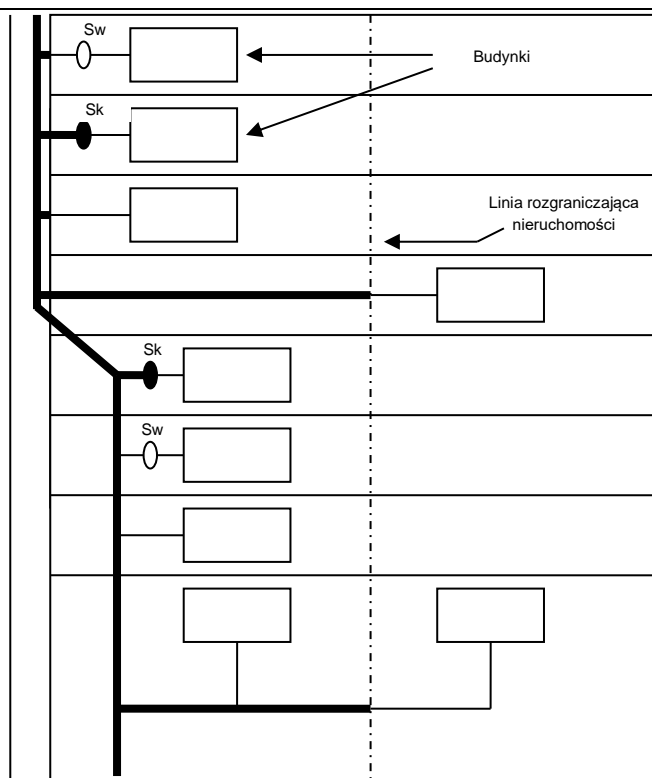 Sw
Budynki
Sk
Linia rozgraniczająca
nieruchomości
Sk
Sw